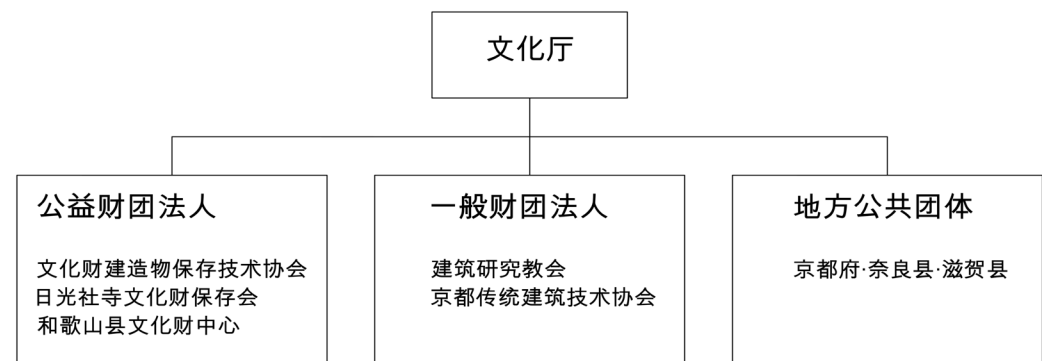 文化厅
公益财团法人
文化财建造物保存技术协会
日光社寺文化财保存会
和歌山县文化财中心
一般财团法人
建筑研究教会
京都传统建筑技术协会
地方公共团体
京都府·奈良县·滋贺县